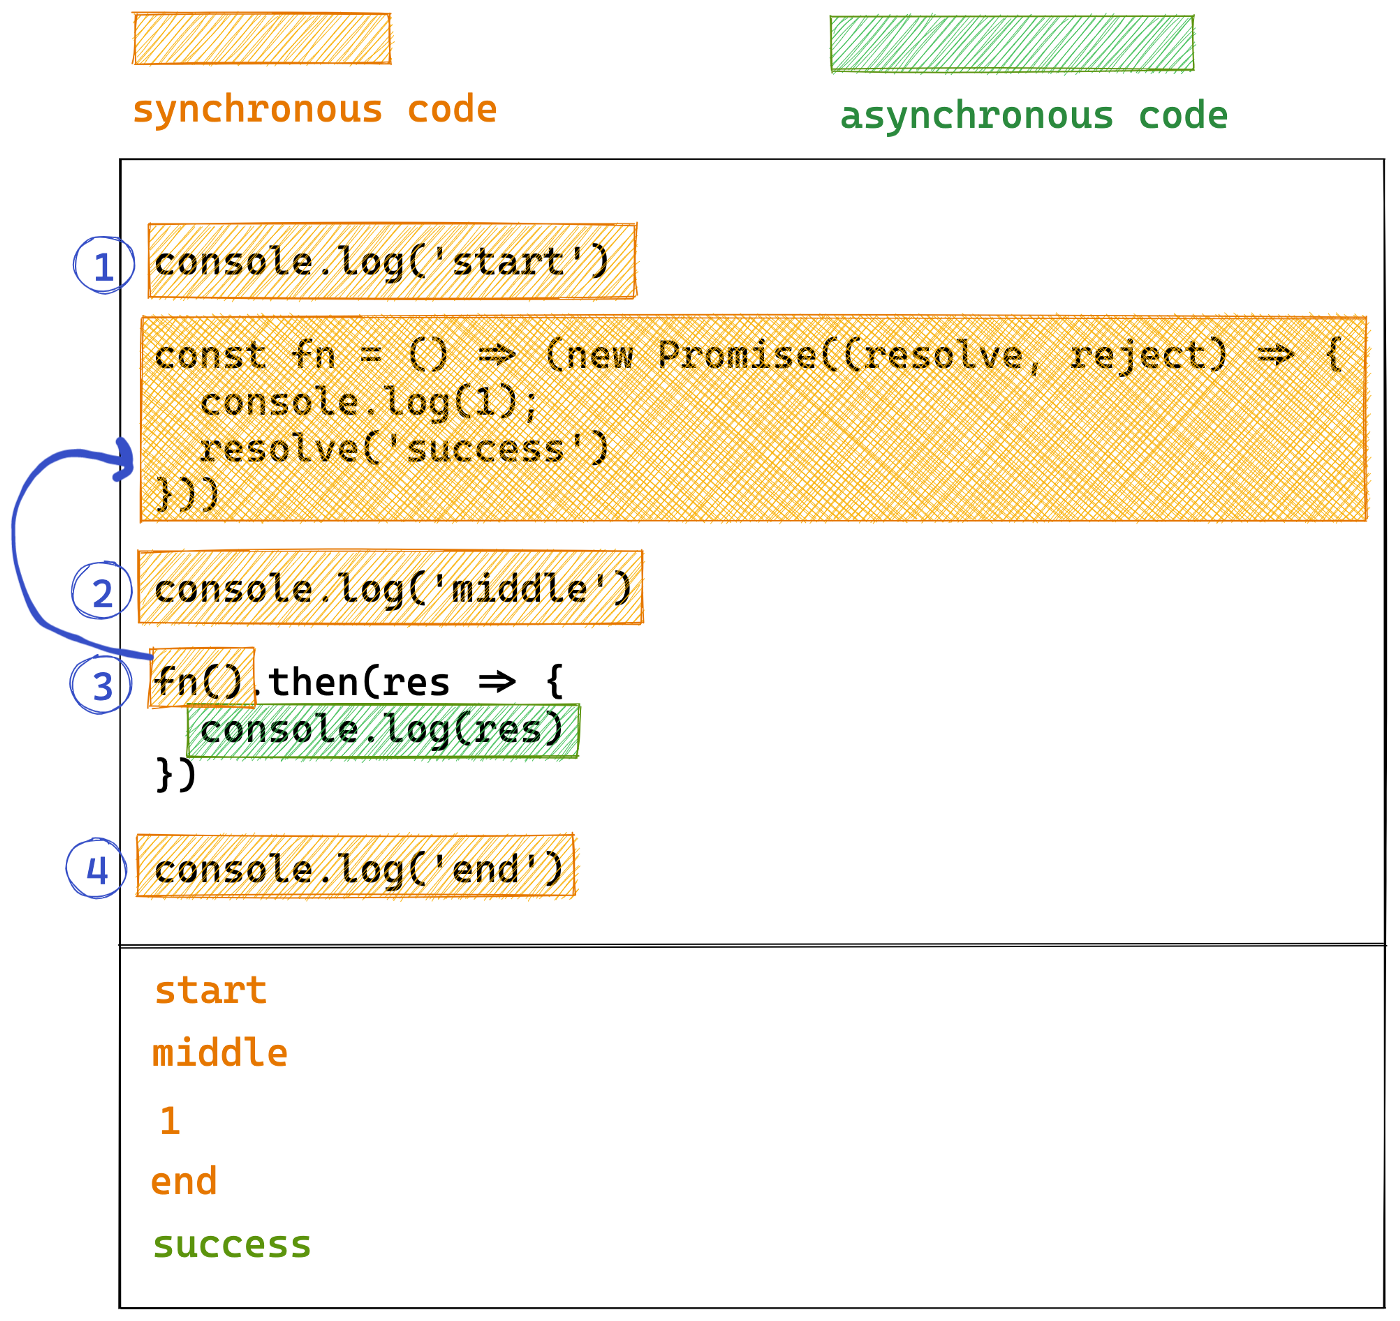 synchronous code
asynchronous code
1
console.log('start')
const fn = () => (new Promise((resolve, reject) => {
  console.log(1);
  resolve('success')
}))
2
console.log('middle')
3
fn().then(res => {
  console.log(res)
})
4
console.log('end')
start
middle
1
end
success